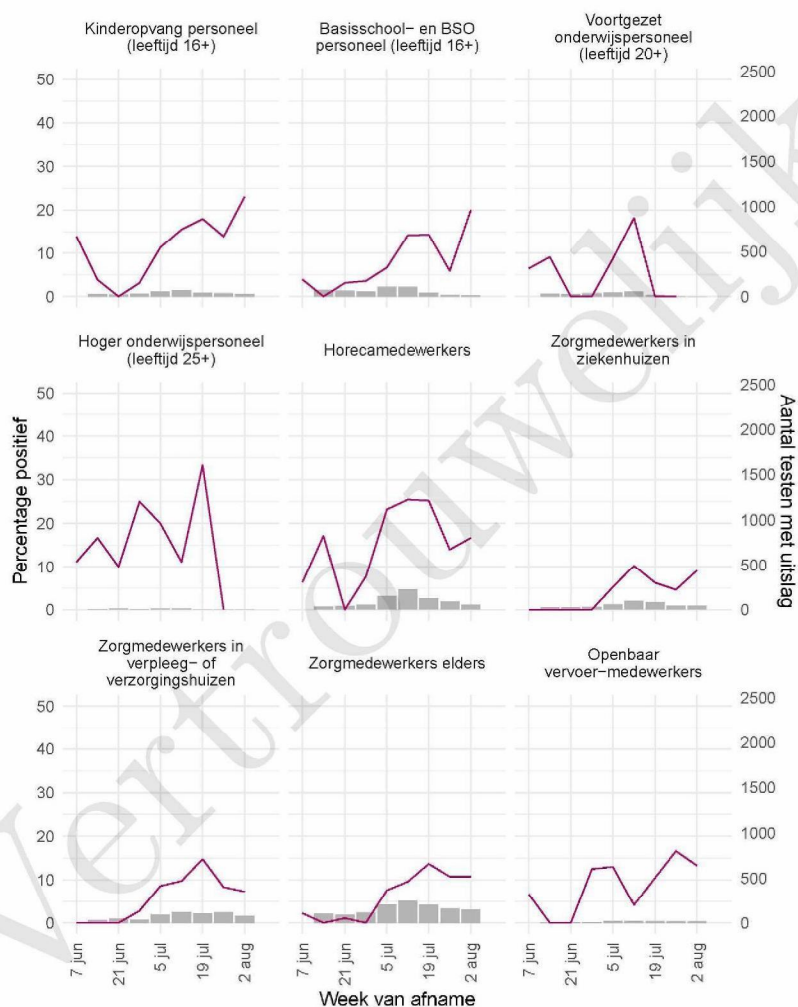 Kinderopvang personeel
(leeftijd 16+)
Basisschool− en BSO
personeel (leeftijd 16+)
Voortgezet
onderwijspersoneel
(leeftijd 20+)
50
40
30
20
10
0
2500
2000
1500
1000
500
0
Hoger onderwijspersoneel
(leeftijd 25+)
Horecamedewerkers
Zorgmedewerkers in
ziekenhuizen
Percentage positief
50
40
30
20
10
0
2500
2000
1500
1000
500
0
Aantal testen met uitslag
Zorgmedewerkers in
verpleeg− of
verzorgingshuizen
Zorgmedewerkers elders
Openbaar
vervoer−medewerkers
50
40
30
20
10
0
2500
2000
1500
1000
500
0
7 jun
21 jun
5 jul
19 jul
2 aug
7 jun
21 jun
5 jul
19 jul
2 aug
7 jun
21 jun
5 jul
19 jul
2 aug
Week van afname
Vertrouwelijk